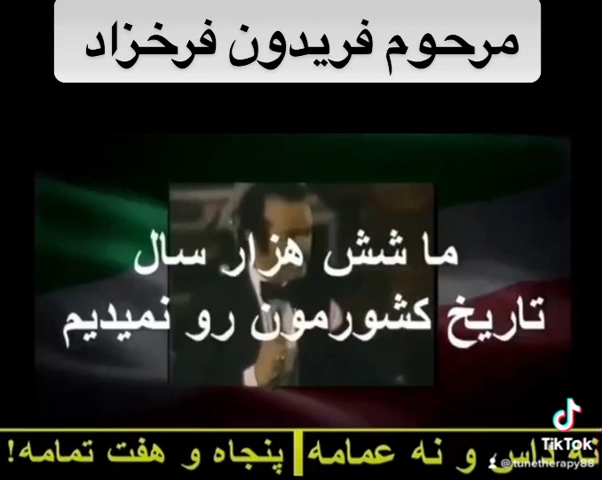 مرحوم فریدون فرخزاد
ما شش هزار سال
تاریخ کشورمون رو نمیدیم
نه داس و نه عمامه | پنجاه و هفت تمامه!
TikTok
@tunetherapy88